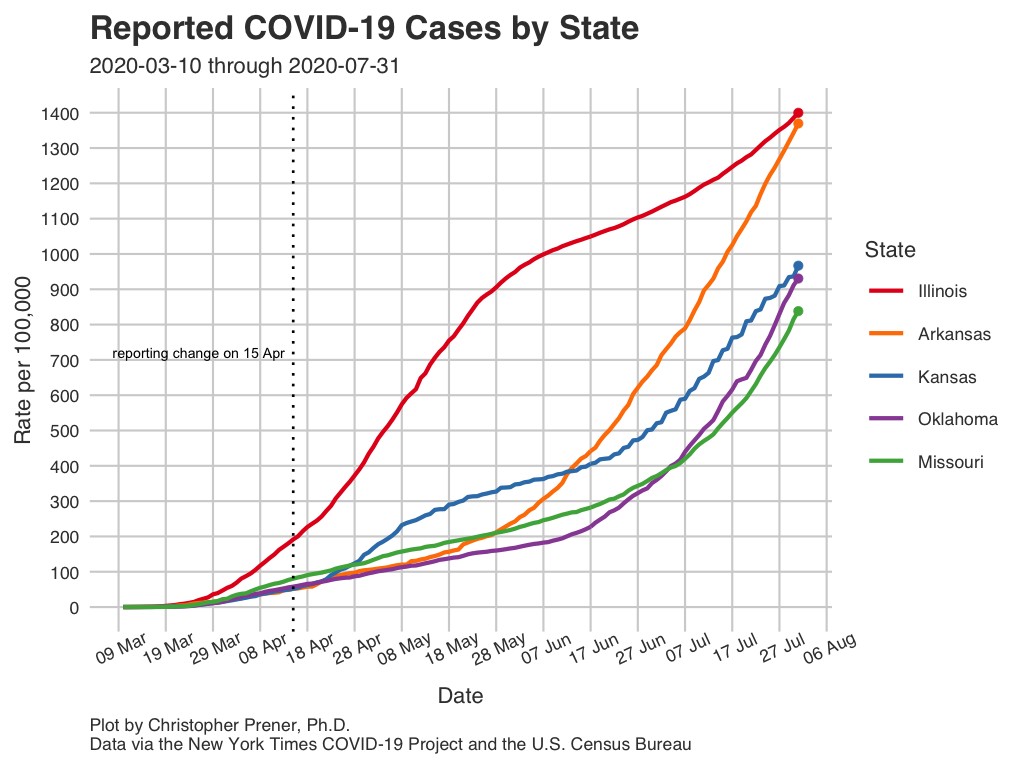 Reported COVID-19 Cases by State
2020-03-10 through 2020-07-31
1400
1300
1200
1100
1000
900
800
700
600
500
400
300
200
100
0
Rate per 100,000
reporting change on 15 Apr
09 Mar
19 Mar
29 Mar
08 Apr
18 Apr
28 Apr
08 May
18 May
28 May
07 Jun
17 Jun
27 Jun
07 Jul
17 Jul
27 Jul
06 Aug
Date
State
Illinois
Arkansas
Kansas
Oklahoma
Missouri
Plot by Christopher Prener, Ph.D.
Data via the New York Times COVID-19 Project and the U.S. Census Bureau